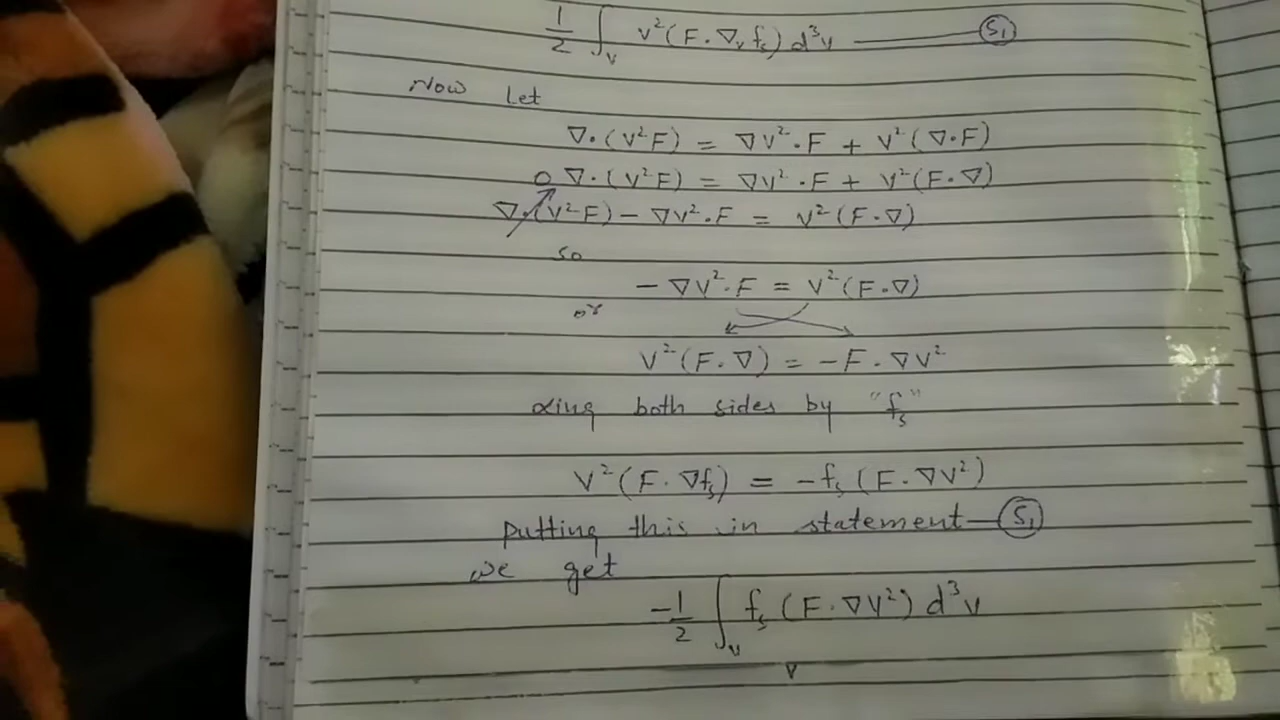 1/2 ∫_v v²(F·∇_v f_s) d³v —— (S₁)
Now Let
∇·(V²F) = ∇V²·F + V²(∇·F)
∇·(V²F) = ∇V²·F + V²(F·∇)
0
∇·(V²F) − ∇V²·F = V²(F·∇)
so
− ∇V²·F = V²(F·∇)
or
V²(F·∇) = −F·∇V²
xing both sides by "f_s"
V²(F·∇f_s) = −f_s (F·∇V²)
putting this in statement—(S₁)
we get
−1/2 ∫_v f_s (F·∇V²) d³v
v